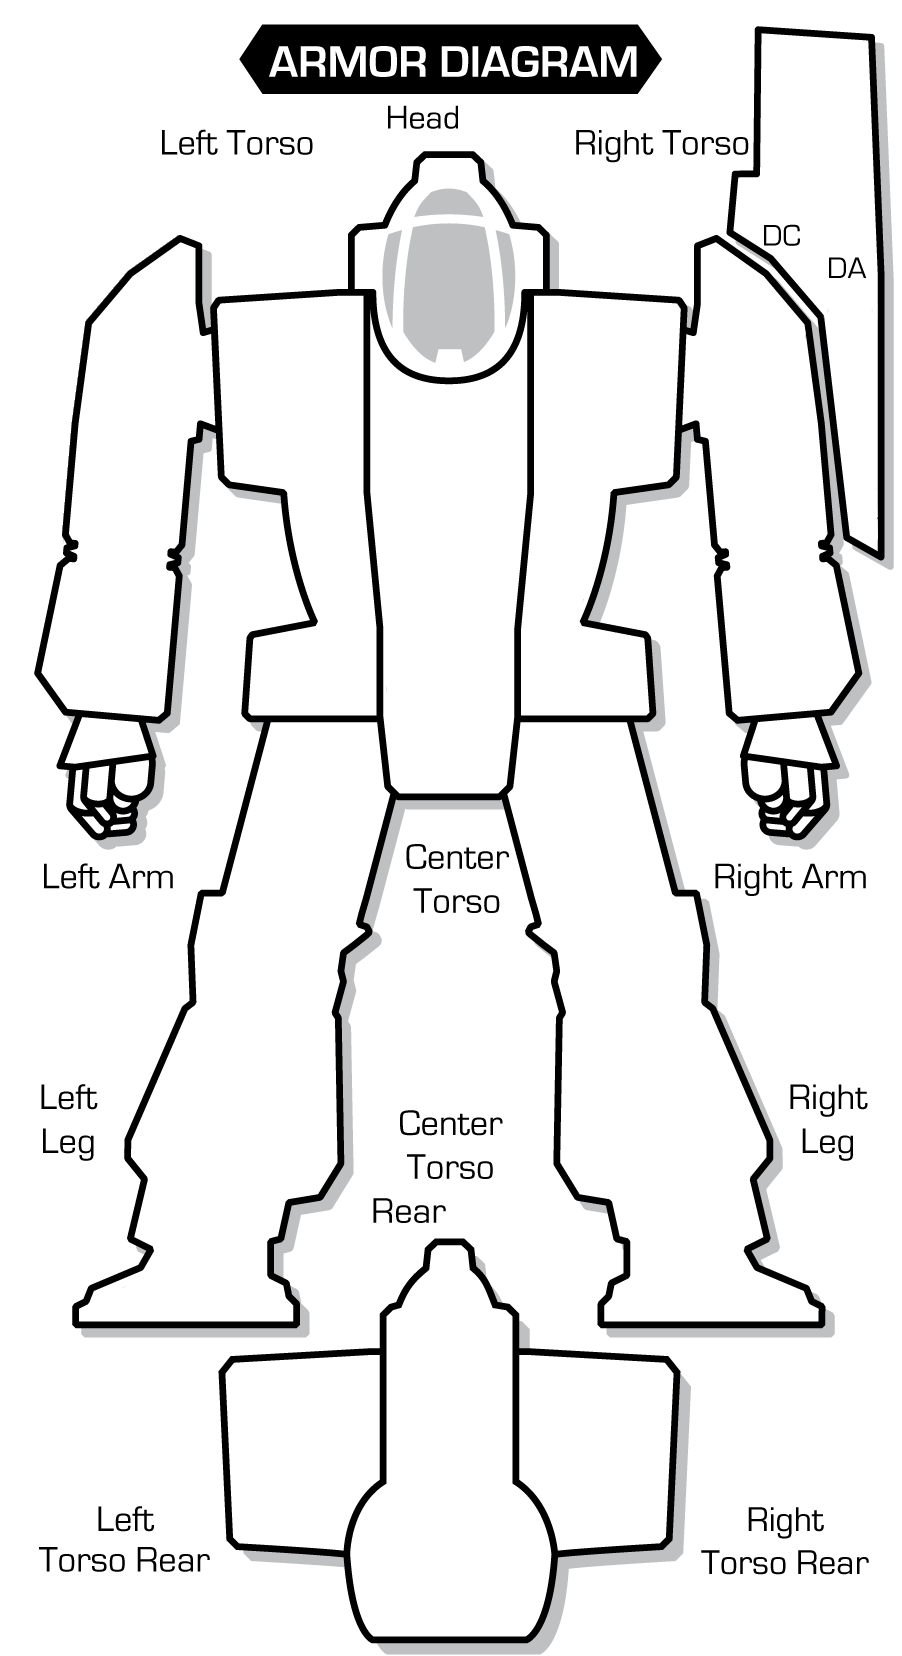 ARMOR DIAGRAM
Head
Left Torso
Right Torso
DC
DA
Left Arm
Center
Torso
Right Arm
Left
Leg
Right
Leg
Center
Torso
Rear
Left
Torso Rear
Right
Torso Rear